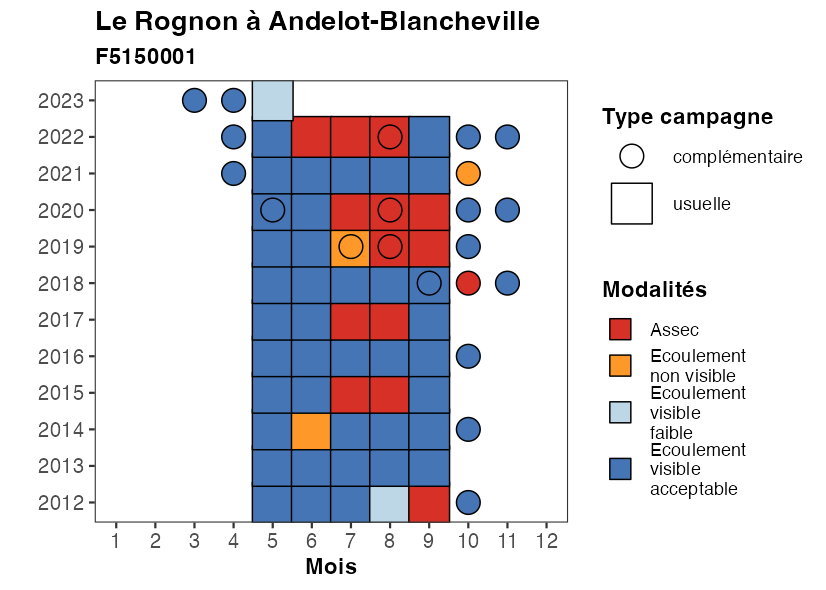 Le Rognon à Andelot-Blancheville
F5150001
2023
2022
2021
2020
2019
2018
2017
2016
2015
2014
2013
2012
1 2 3 4 5 6 7 8 9 10 11 12
Mois
Type campagne
complémentaire
usuelle
Modalités
Assec
Ecoulement
non visible
Ecoulement
visible
faible
Ecoulement
visible
acceptable